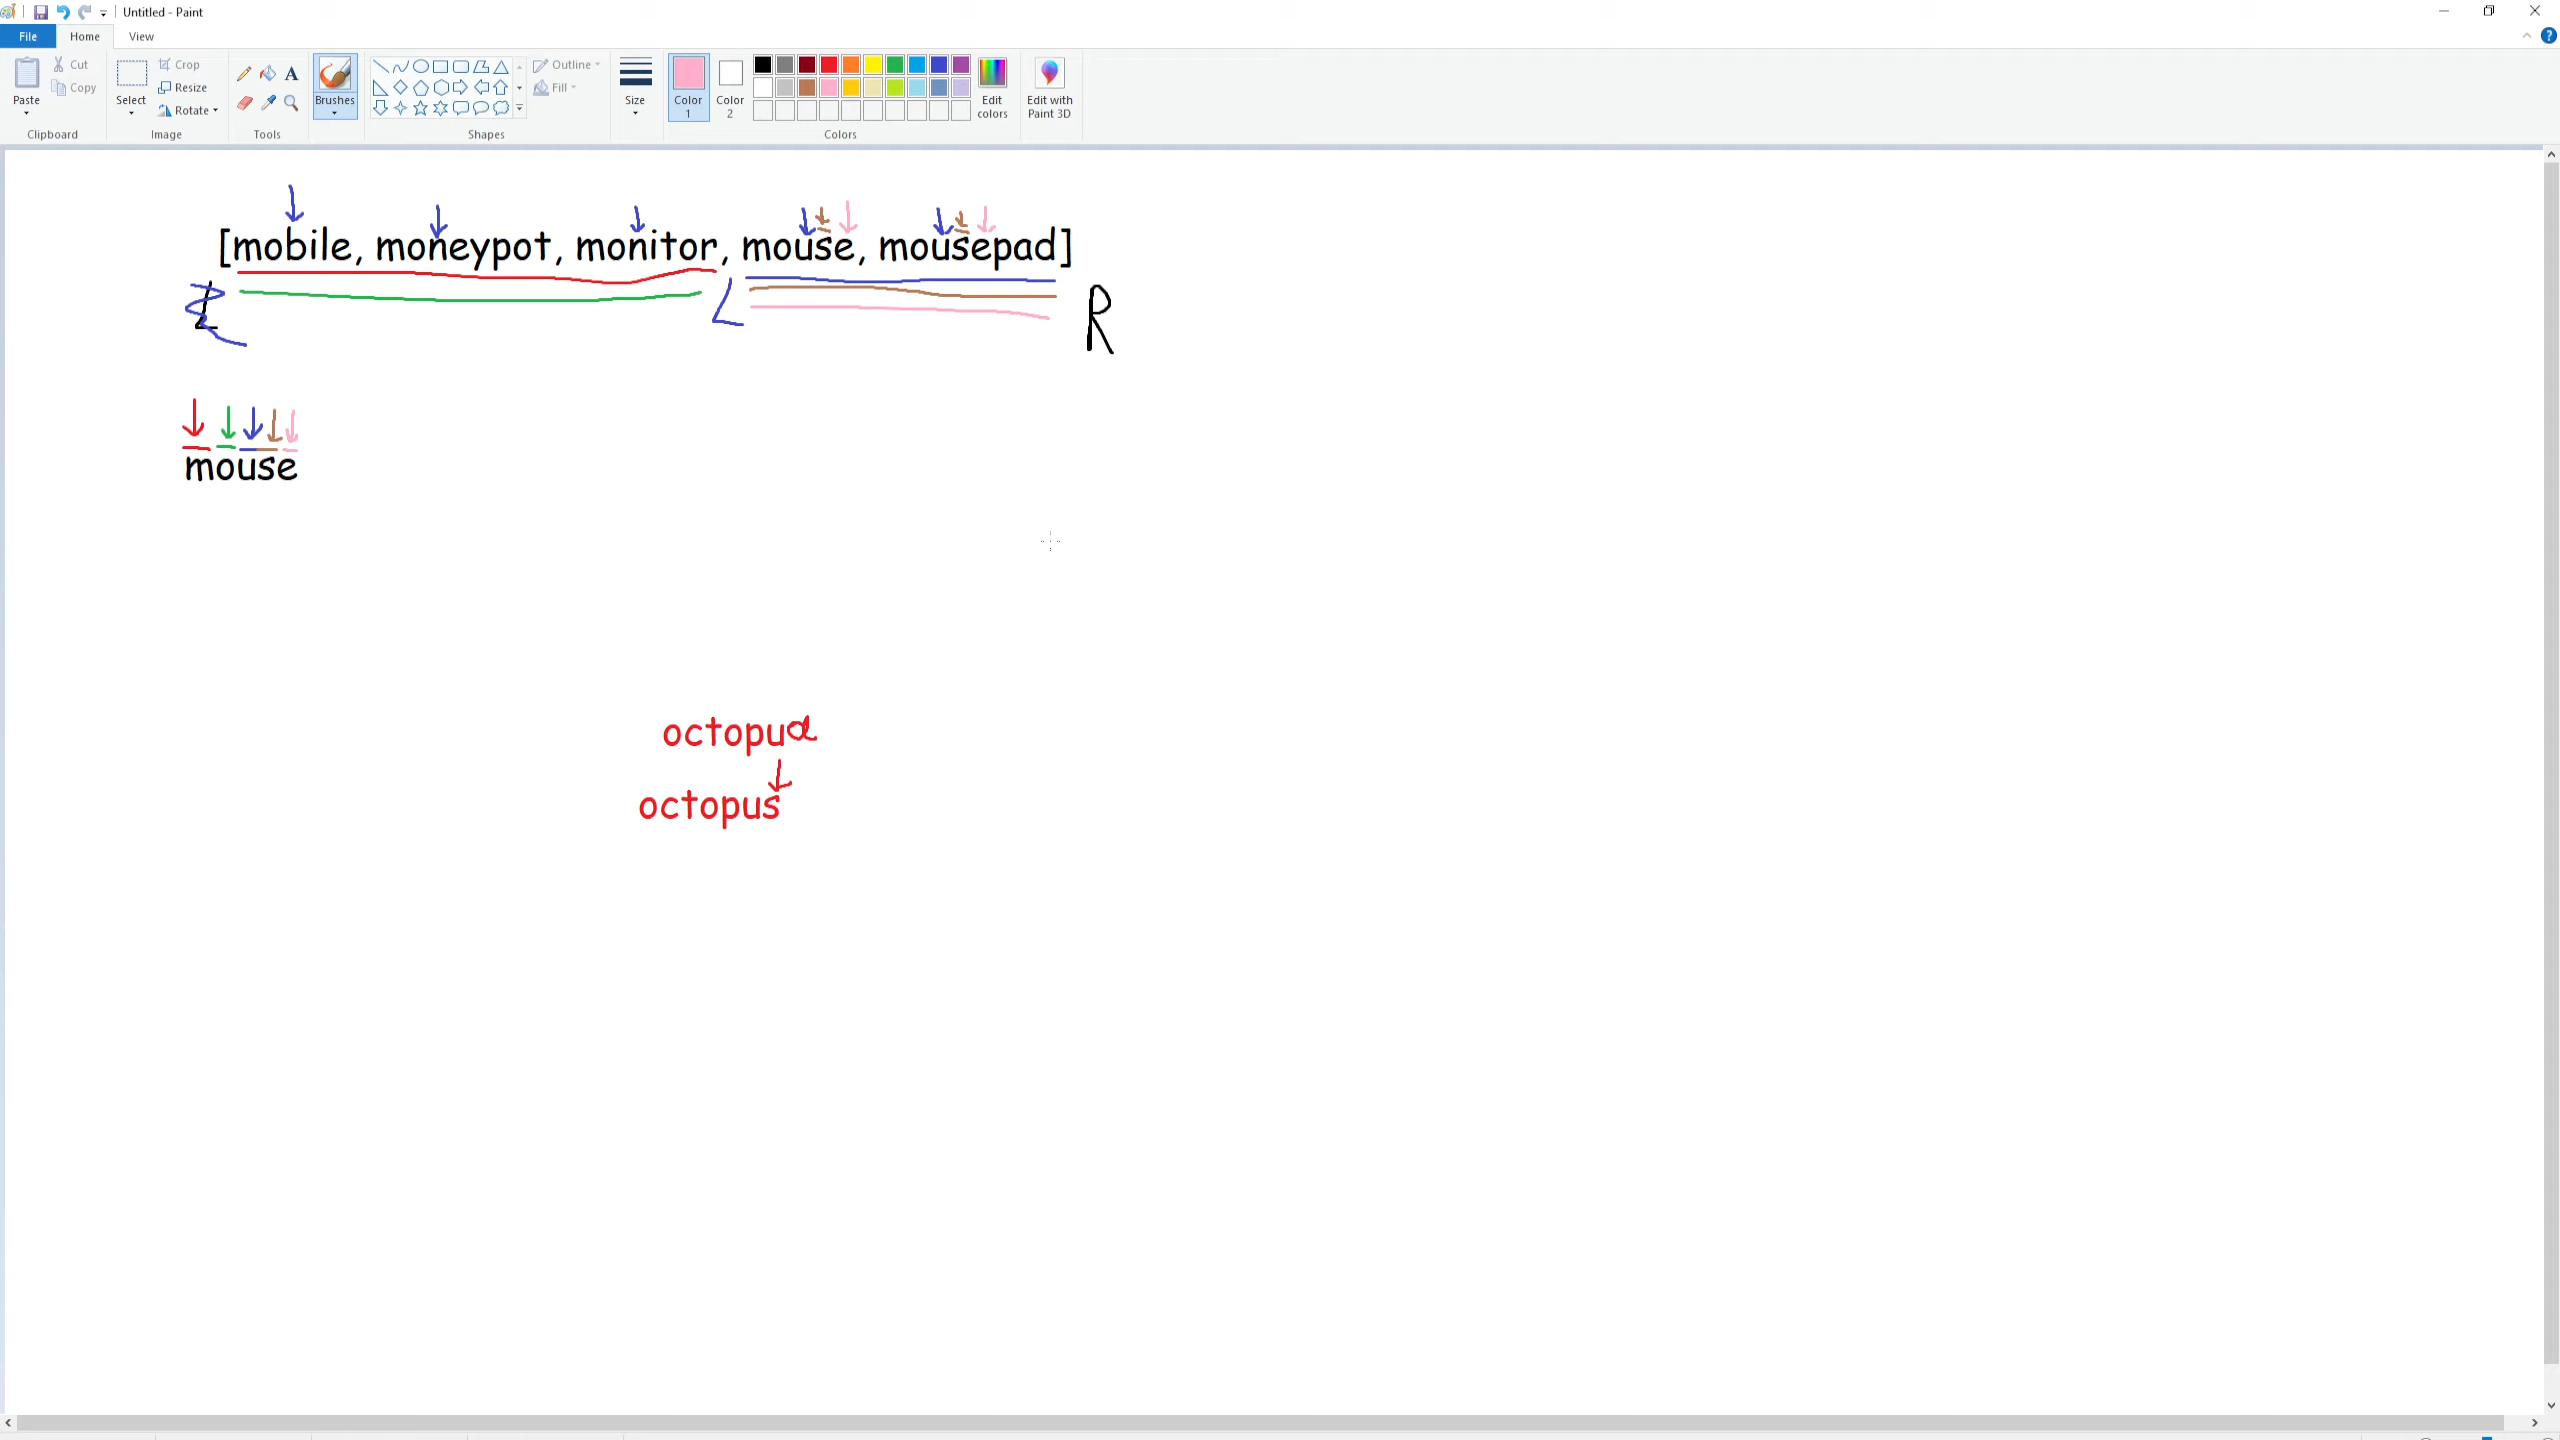 Untitled - Paint
File Home View
Paste Cut Copy Clipboard
Select Crop Resize Rotate Image
A Tools
Brushes
Shapes
Outline Fill
Size
Color 1 Color 2 Edit colors Colors
Edit with Paint 3D
[mobile, moneypot, monitor, mouse, mousepad]
L L R
mouse
octopua
octopus